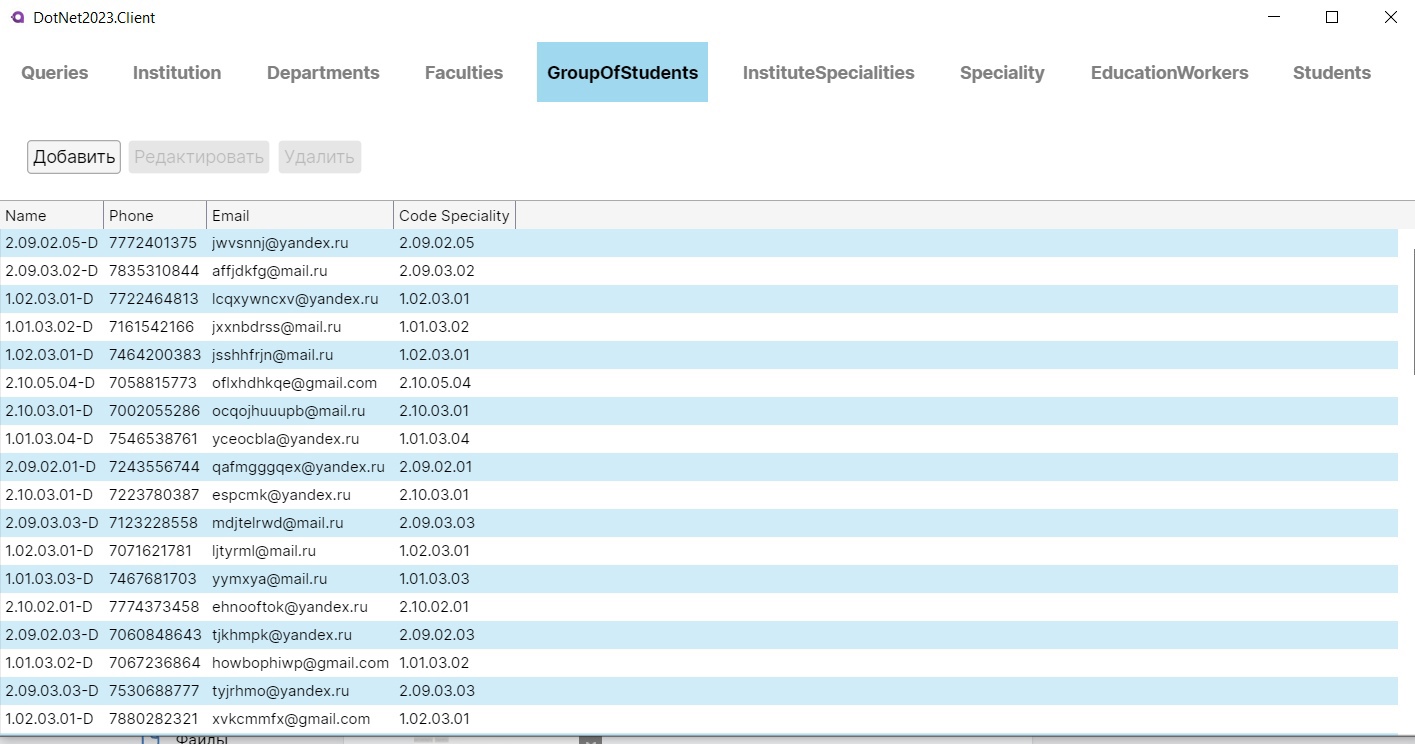 DotNet2023.Client
Queries Institution Departments Faculties GroupOfStudents InstituteSpecialities Speciality EducationWorkers Students
Добавить Редактировать Удалить
Name Phone Email Code Speciality
2.09.02.05-D 7772401375 jwvsnnj@yandex.ru 2.09.02.05
2.09.03.02-D 7835310844 affjdkfg@mail.ru 2.09.03.02
1.02.03.01-D 7722464813 lcqxywncxv@yandex.ru 1.02.03.01
1.01.03.02-D 7161542166 jxxnbdrss@mail.ru 1.01.03.02
1.02.03.01-D 7464200383 jsshhfrjn@mail.ru 1.02.03.01
2.10.05.04-D 7058815773 oflxhdhkqe@gmail.com 2.10.05.04
2.10.03.01-D 7002055286 ocqojhuuupb@mail.ru 2.10.03.01
1.01.03.04-D 7546538761 yceocbla@yandex.ru 1.01.03.04
2.09.02.01-D 7243556744 qafmgggqex@yandex.ru 2.09.02.01
2.10.03.01-D 7223780387 espcmk@yandex.ru 2.10.03.01
2.09.03.03-D 7123228558 mdjtelrwd@mail.ru 2.09.03.03
1.02.03.01-D 7071621781 ljtyrml@mail.ru 1.02.03.01
1.01.03.03-D 7467681703 yymxya@mail.ru 1.01.03.03
2.10.02.01-D 7774373458 ehnooftok@yandex.ru 2.10.02.01
2.09.02.03-D 7060848643 tjkhmpk@yandex.ru 2.09.02.03
1.01.03.02-D 7067236864 howbophiwp@gmail.com 1.01.03.02
2.09.03.03-D 7530688777 tyjrhmo@yandex.ru 2.09.03.03
1.02.03.01-D 7880282321 xvkcmmfx@gmail.com 1.02.03.01
Файлы